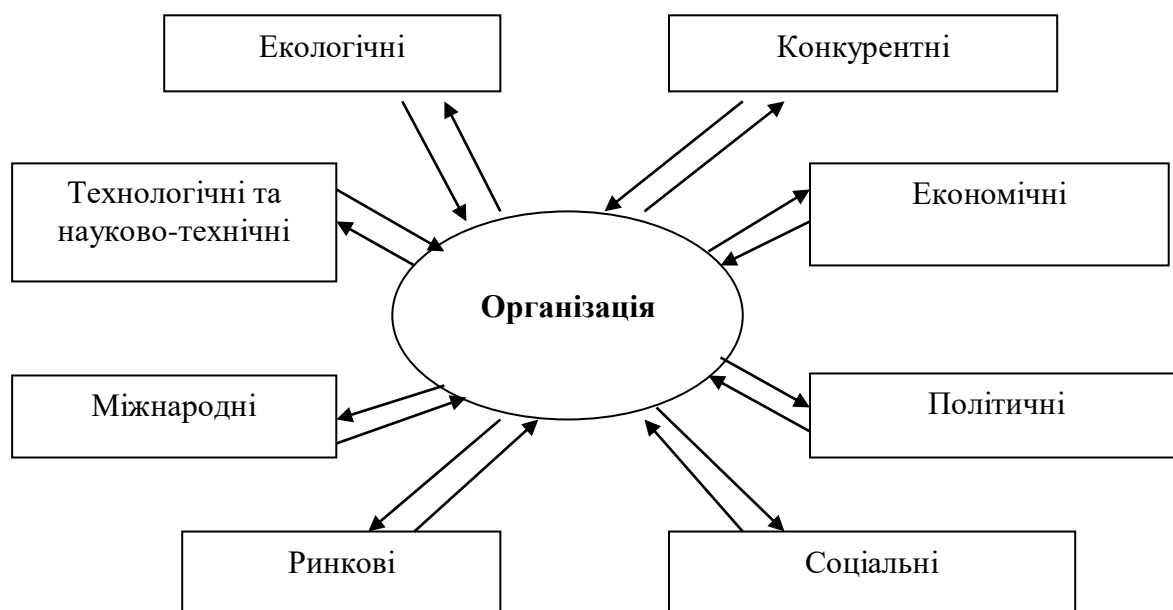 Екологічні
Конкурентні
Технологічні та
науково-технічні
Економічні
Організація
Міжнародні
Політичні
Ринкові
Соціальні